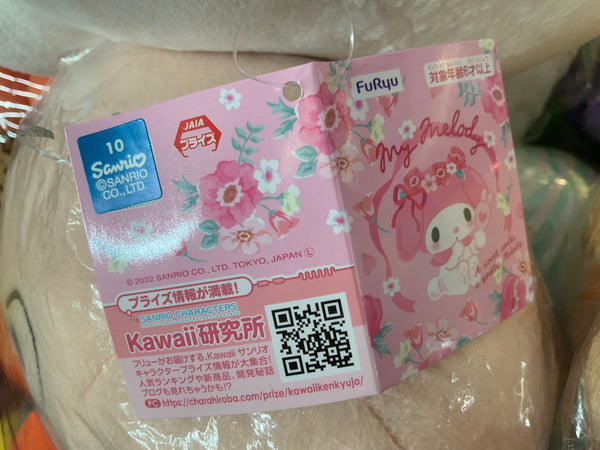 10
Sanrio
©SANRIO
CO., LTD.
JAIA
プライズ
© 2022 SANRIO CO., LTD. TOKYO, JAPAN Ⓛ
プライズ情報が満載!
SANRIO CHARACTERS
Kawaii研究所
フリューがお届けする、Kawaii サンリオ
キャラクタープライズ情報が大集合!
人気ランキングや新商品、開発秘話
ブログも見れちゃうかも!?
https://charahiroba.com/prize/kawaiikenkyujo/
FuRyu
対象年齢6才以上
My Melody